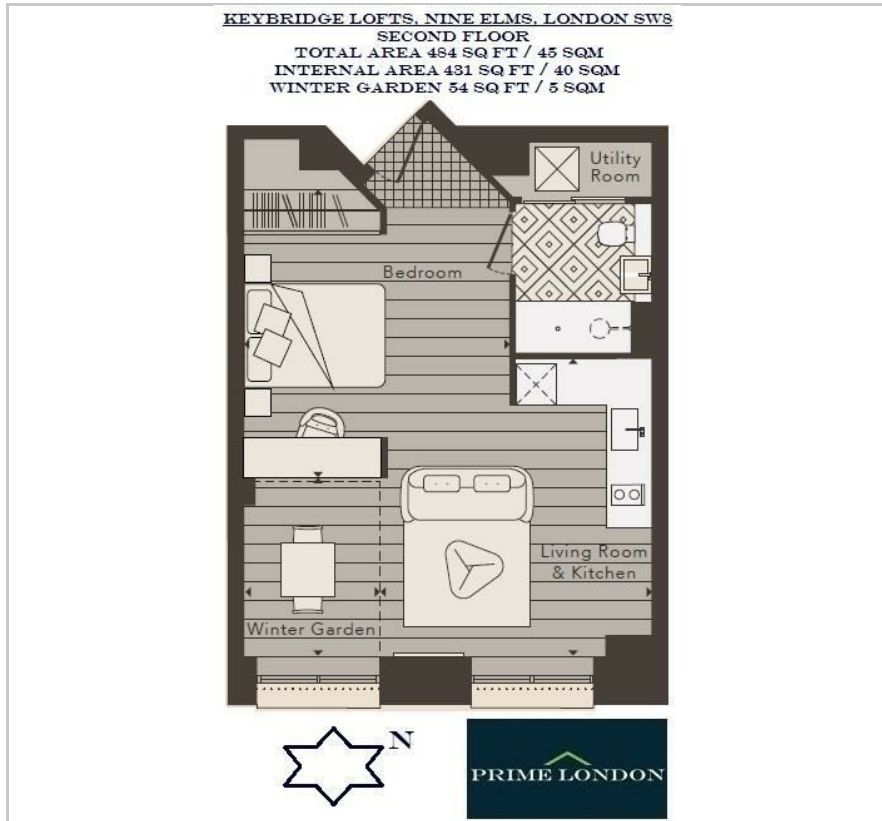 KEYBRIDGE LOFTS, NINE ELMS, LONDON SW8
SECOND FLOOR
TOTAL AREA 484 SQ FT / 45 SQM
INTERNAL AREA 431 SQ FT / 40 SQM
WINTER GARDEN 54 SQ FT / 5 SQM
Utility
Room
Bedroom
Living Room
& Kitchen
Winter Garden
N
PRIME LONDON